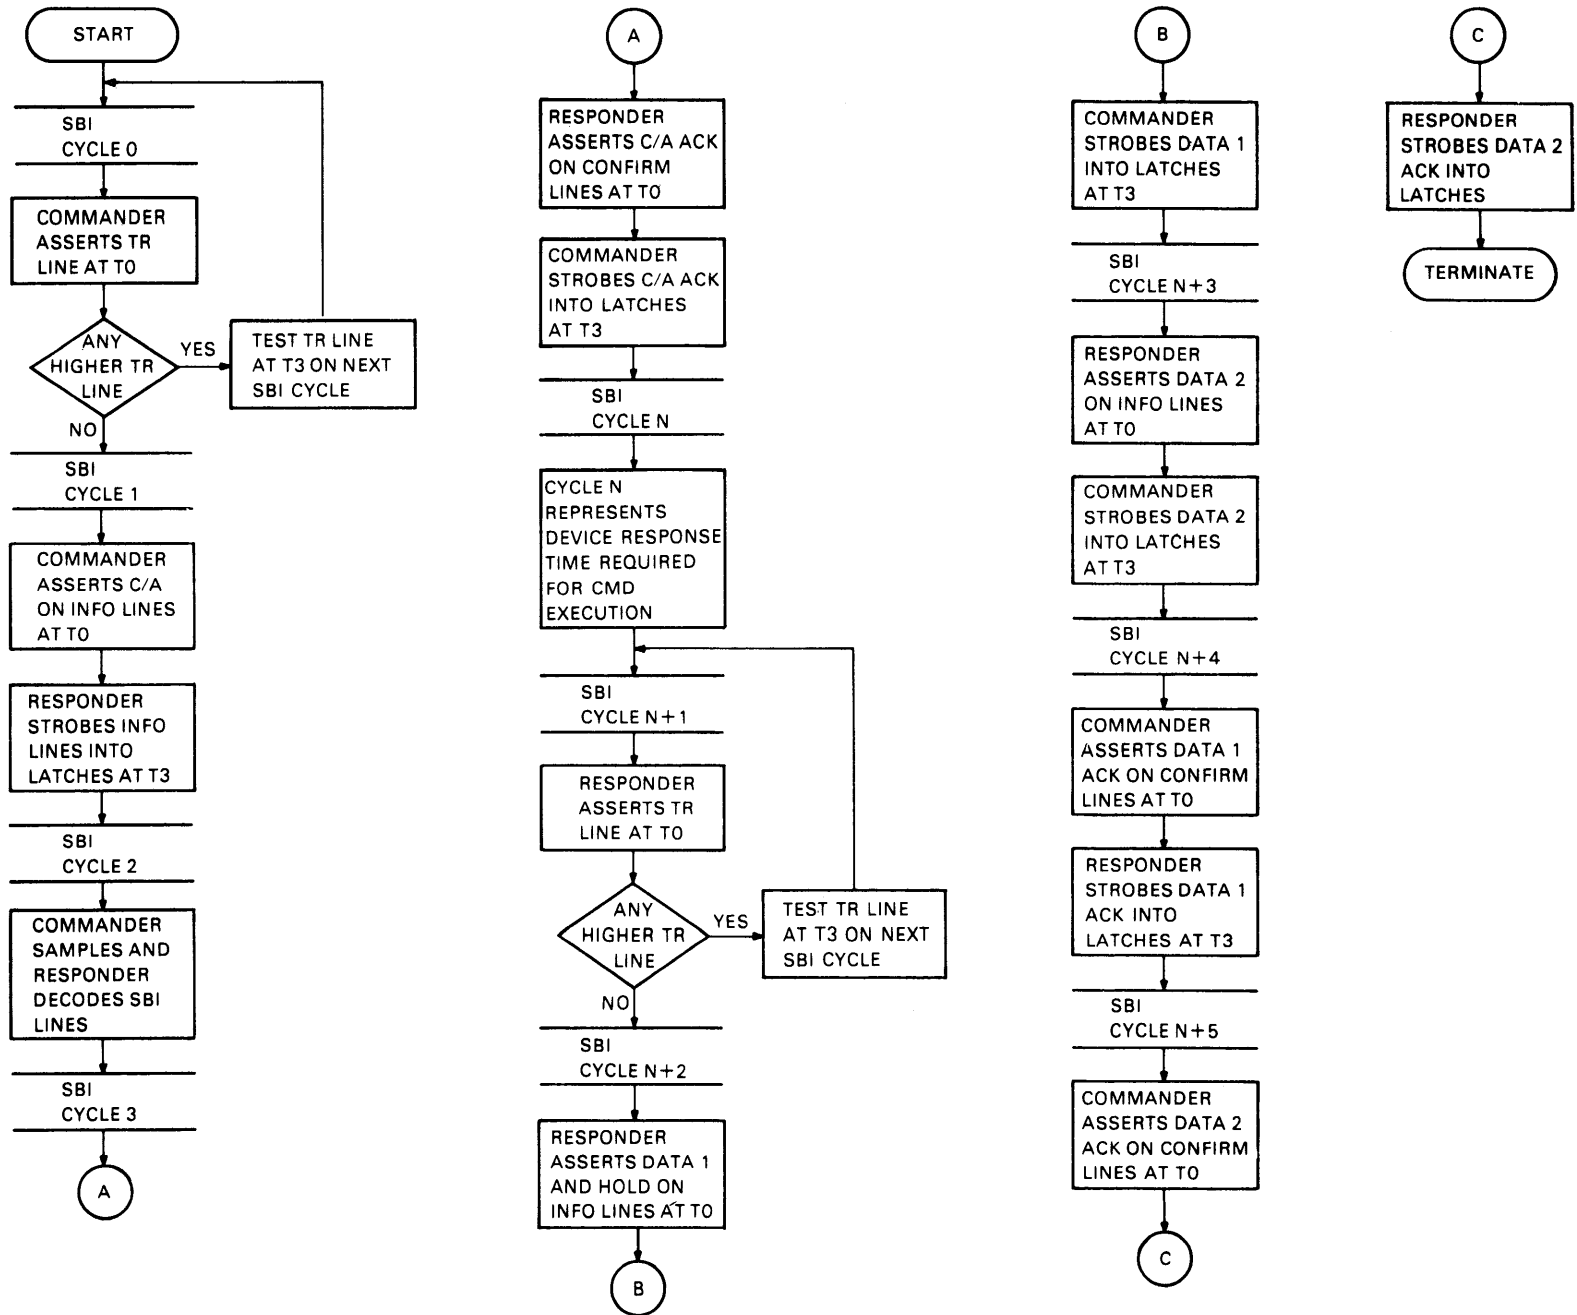 START
SBI
CYCLE 0
COMMANDER
ASSERTS TR
LINE AT T0
ANY
HIGHER TR
LINE
YES
TEST TR LINE
AT T3 ON NEXT
SBI CYCLE
NO
SBI
CYCLE 1
COMMANDER
ASSERTS C/A
ON INFO LINES
AT T0
RESPONDER
STROBES INFO
LINES INTO
LATCHES AT T3
SBI
CYCLE 2
COMMANDER
SAMPLES AND
RESPONDER
DECODES SBI
LINES
SBI
CYCLE 3
A
A
RESPONDER
ASSERTS C/A ACK
ON CONFIRM
LINES AT T0
COMMANDER
STROBES C/A ACK
INTO LATCHES
AT T3
SBI
CYCLE N
CYCLE N
REPRESENTS
DEVICE RESPONSE
TIME REQUIRED
FOR CMD
EXECUTION
SBI
CYCLE N+1
RESPONDER
ASSERTS TR
LINE AT T0
ANY
HIGHER TR
LINE
YES
TEST TR LINE
AT T3 ON NEXT
SBI CYCLE
NO
SBI
CYCLE N+2
RESPONDER
ASSERTS DATA 1
AND HOLD ON
INFO LINES AT T0
B
B
COMMANDER
STROBES DATA 1
INTO LATCHES
AT T3
SBI
CYCLE N+3
RESPONDER
ASSERTS DATA 2
ON INFO LINES
AT T0
COMMANDER
STROBES DATA 2
INTO LATCHES
AT T3
SBI
CYCLE N+4
COMMANDER
ASSERTS DATA 1
ACK ON CONFIRM
LINES AT T0
RESPONDER
STROBES DATA 1
ACK INTO
LATCHES AT T3
SBI
CYCLE N+5
COMMANDER
ASSERTS DATA 2
ACK ON CONFIRM
LINES AT T0
C
C
RESPONDER
STROBES DATA 2
ACK INTO
LATCHES
TERMINATE